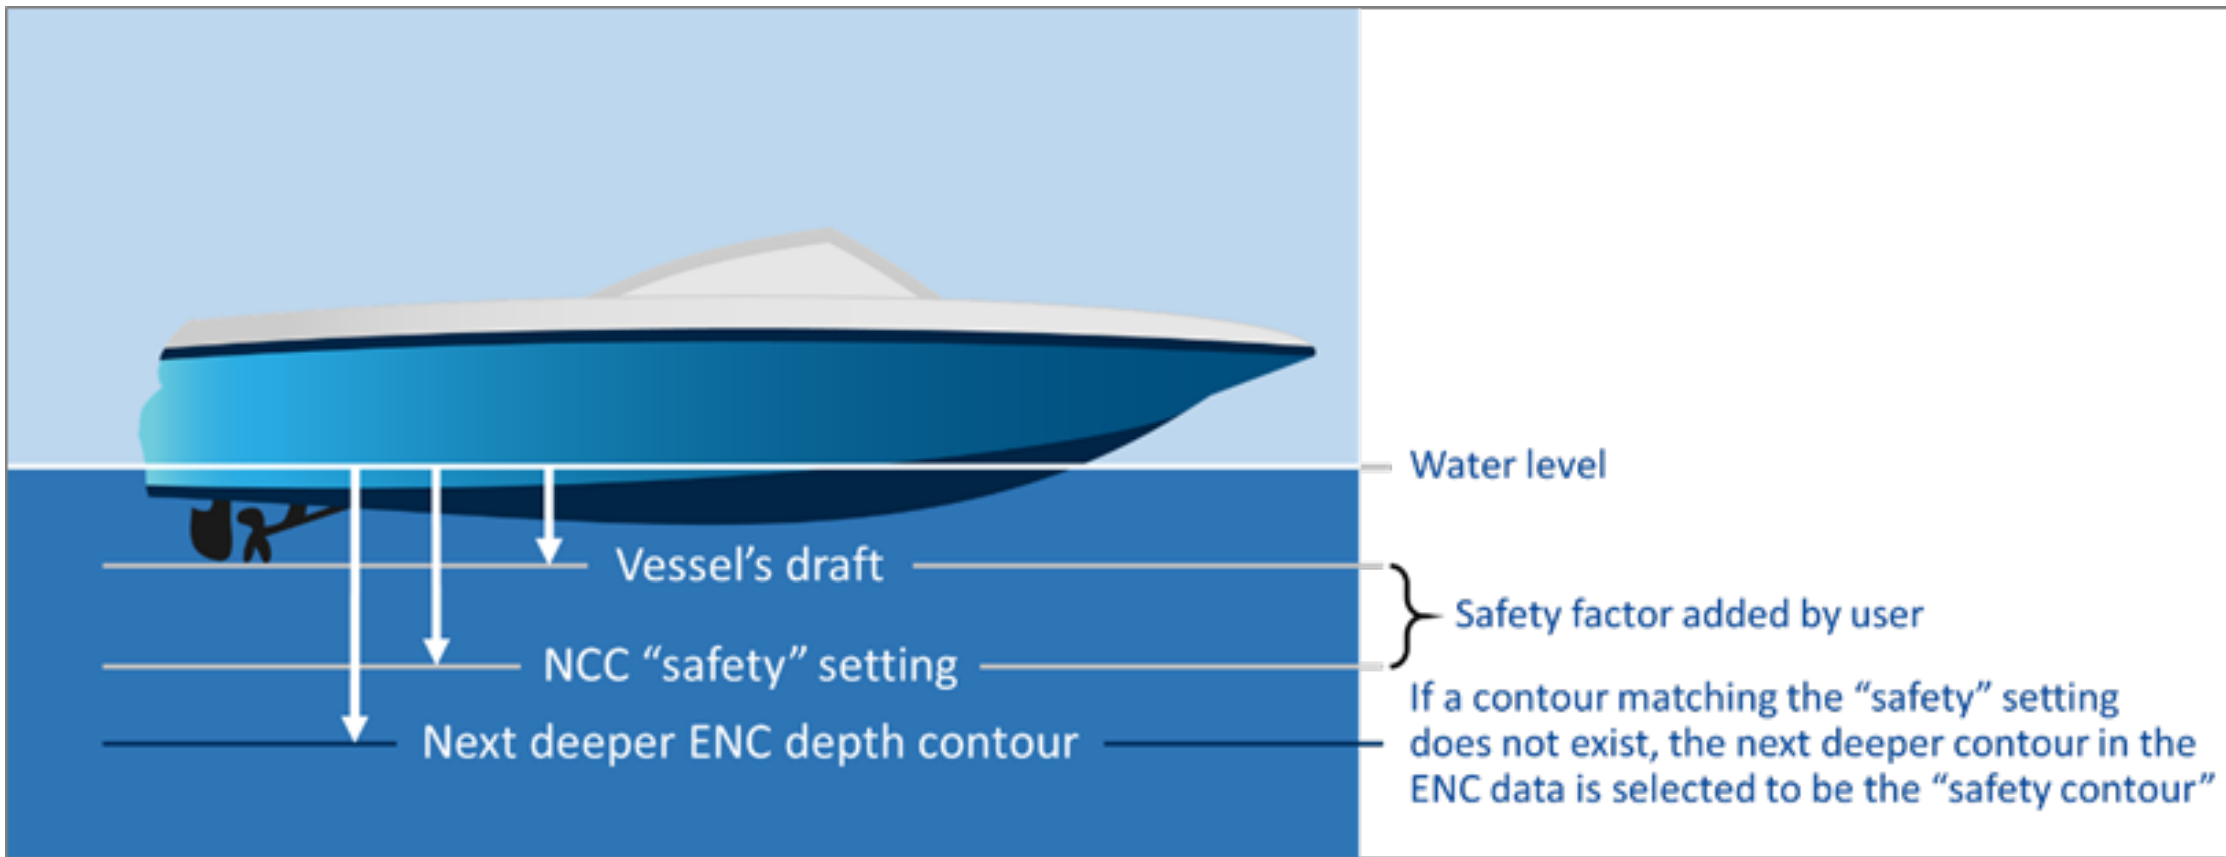 Water level
Vessel’s draft
Safety factor added by user
NCC “safety” setting
Next deeper ENC depth contour
If a contour matching the “safety” setting
does not exist, the next deeper contour in the
ENC data is selected to be the “safety contour”